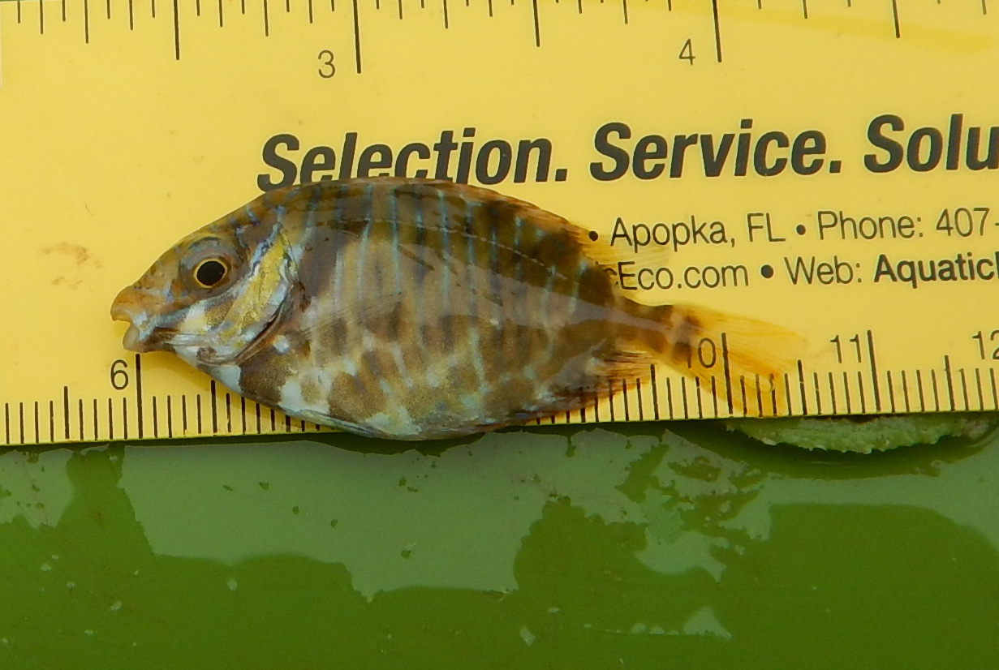 3 4
Selection. Service. Solu
• Apopka, FL • Phone: 407-
Eco.com • Web: Aquatic
6 10 11 12